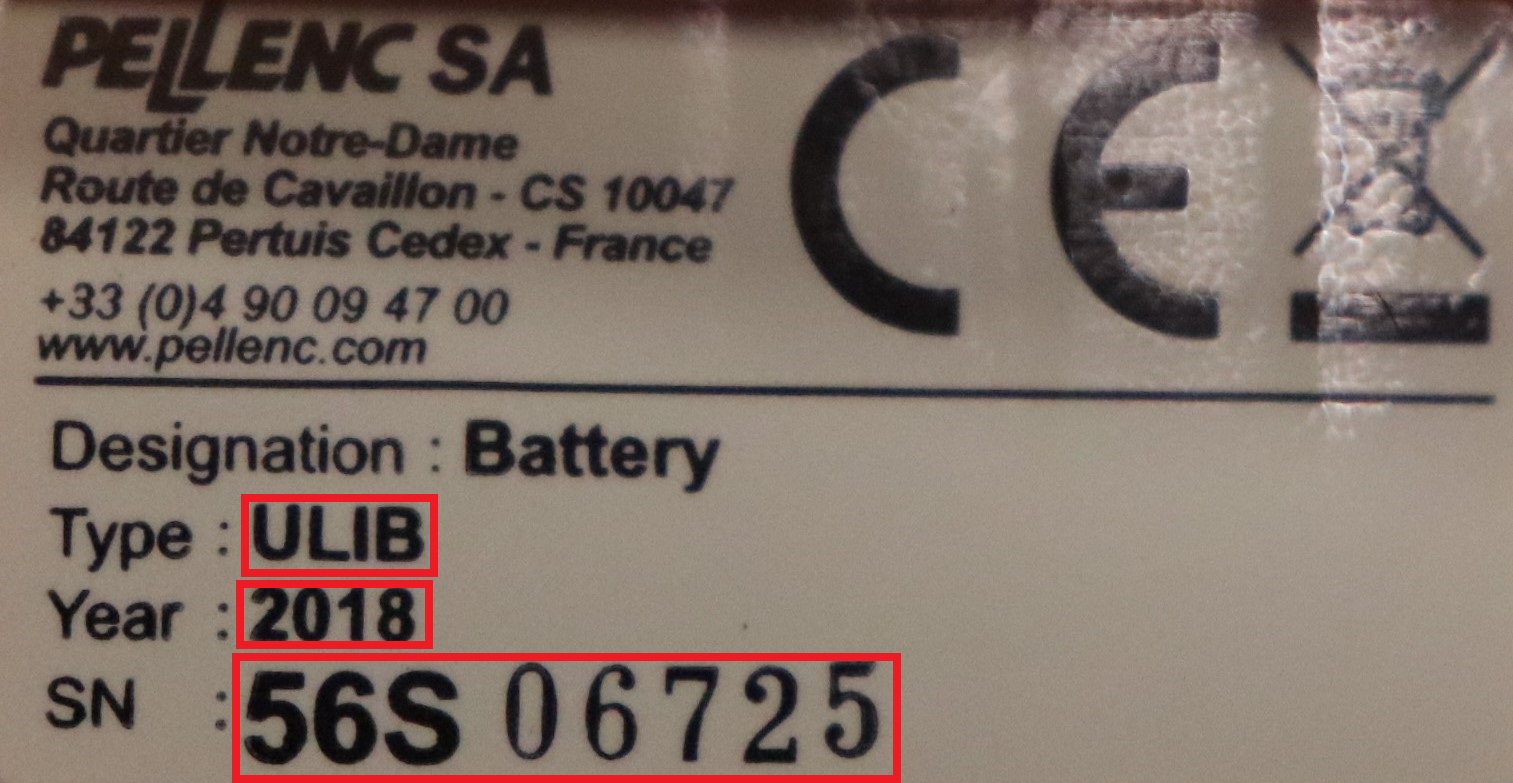 PELLENC SA
Quartier Notre-Dame
Route de Cavaillon - CS 10047
84122 Pertuis Cedex - France
+33 (0)4 90 09 47 00
www.pellenc.com
CE
Designation : Battery
Type : ULIB
Year : 2018
SN : 56S 06725